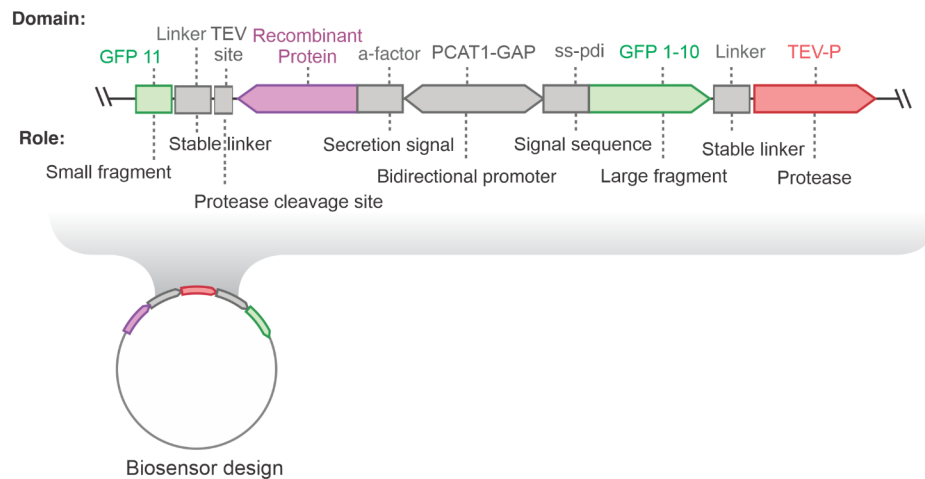 Domain:
GFP 11
Linker
TEV
site
Recombinant
Protein
a-factor
PCAT1-GAP
ss-pdi
GFP 1-10
Linker
TEV-P
Role:
Small fragment
Stable linker
Protease cleavage site
Secretion signal
Bidirectional promoter
Signal sequence
Large fragment
Stable linker
Protease
Biosensor design